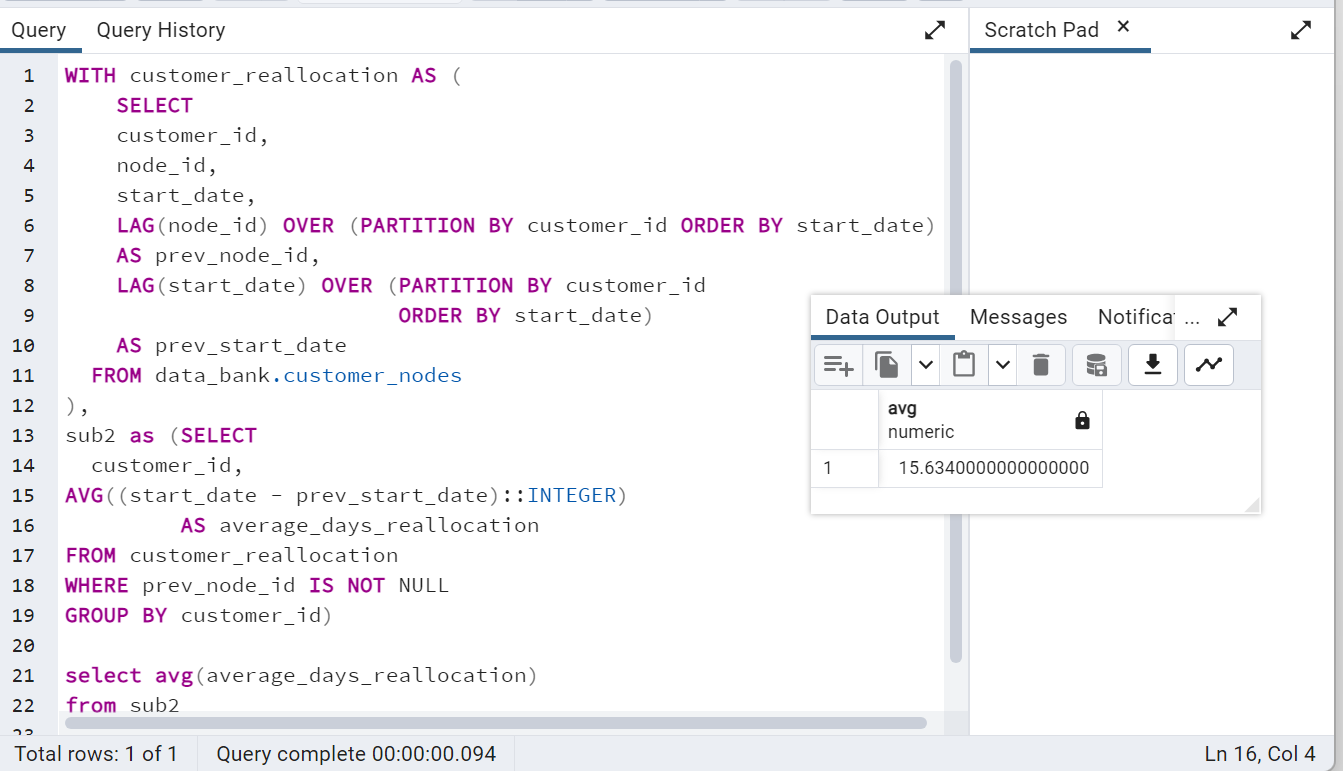 Query Query History
Scratch Pad ×
1 WITH customer_reallocation AS (
2 SELECT
3 customer_id,
4 node_id,
5 start_date,
6 LAG(node_id) OVER (PARTITION BY customer_id ORDER BY start_date)
7 AS prev_node_id,
8 LAG(start_date) OVER (PARTITION BY customer_id
9 ORDER BY start_date)
10 AS prev_start_date
11 FROM data_bank.customer_nodes
12 ),
13 sub2 as (SELECT
14 customer_id,
15 AVG((start_date - prev_start_date)::INTEGER)
16 AS average_days_reallocation
17 FROM customer_reallocation
18 WHERE prev_node_id IS NOT NULL
19 GROUP BY customer_id)
20
21 select avg(average_days_reallocation)
22 from sub2
23
Data Output Messages Notificat ...
avg
numeric
1 15.6340000000000000
Total rows: 1 of 1 Query complete 00:00:00.094 Ln 16, Col 4